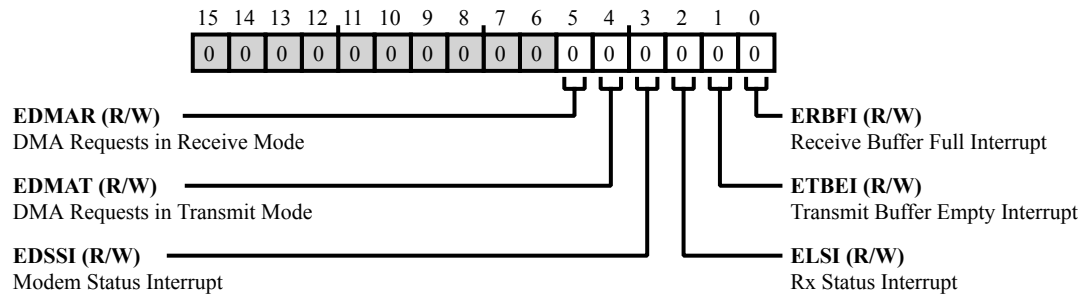 15 14 13 12 11 10 9 8 7 6 5 4 3 2 1 0
0 0 0 0 0 0 0 0 0 0 0 0 0 0 0 0
EDMAR (R/W)
DMA Requests in Receive Mode
EDMAT (R/W)
DMA Requests in Transmit Mode
EDSSI (R/W)
Modem Status Interrupt
ERBFI (R/W)
Receive Buffer Full Interrupt
ETBEI (R/W)
Transmit Buffer Empty Interrupt
ELSI (R/W)
Rx Status Interrupt